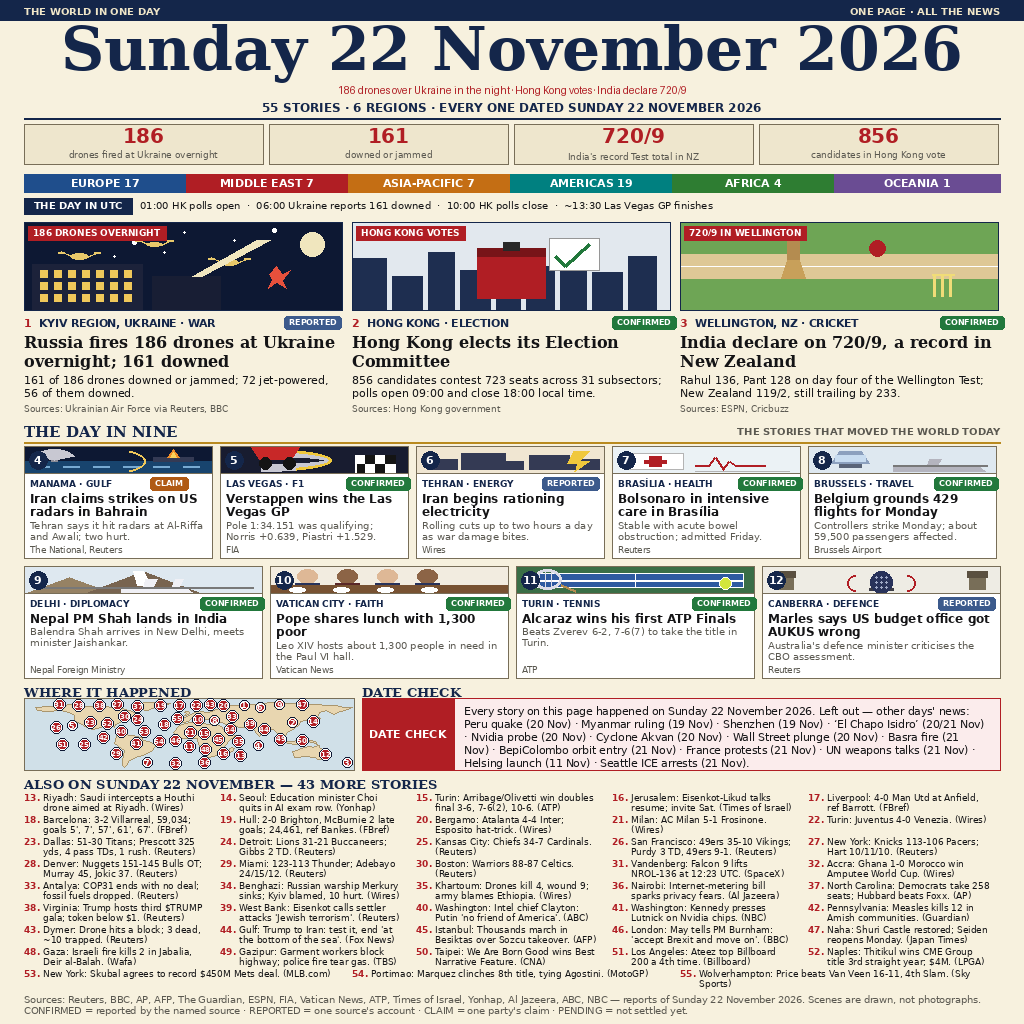 THE WORLD IN ONE DAY
ONE PAGE · ALL THE NEWS
Sunday 22 November 2026
186 drones over Ukraine in the night · Hong Kong votes · India declare 720/9
55 STORIES · 6 REGIONS · EVERY ONE DATED SUNDAY 22 NOVEMBER 2026
186
drones fired at Ukraine overnight
161
downed or jammed
720/9
India's record Test total in NZ
856
candidates in Hong Kong vote
EUROPE 17
MIDDLE EAST 7
ASIA-PACIFIC 7
AMERICAS 19
AFRICA 4
OCEANIA 1
THE DAY IN UTC
01:00 HK polls open · 06:00 Ukraine reports 161 downed · 10:00 HK polls close · ~13:30 Las Vegas GP finishes
186 DRONES OVERNIGHT
HONG KONG VOTES
720/9 IN WELLINGTON
1 KYIV REGION, UKRAINE · WAR
REPORTED
Russia fires 186 drones at Ukraine
overnight; 161 downed
161 of 186 drones downed or jammed; 72 jet-powered,
56 of them downed.
Sources: Ukrainian Air Force via Reuters, BBC
2 HONG KONG · ELECTION
CONFIRMED
Hong Kong elects its Election
Committee
856 candidates contest 723 seats across 31 subsectors;
polls open 09:00 and close 18:00 local time.
Sources: Hong Kong government
3 WELLINGTON, NZ · CRICKET
CONFIRMED
India declare on 720/9, a record in
New Zealand
Rahul 136, Pant 128 on day four of the Wellington Test;
New Zealand 119/2, still trailing by 233.
Sources: ESPN, Cricbuzz
THE DAY IN NINE
THE STORIES THAT MOVED THE WORLD TODAY
4
MANAMA · GULF
CLAIM
Iran claims strikes on US
radars in Bahrain
Tehran says it hit radars at Al-Riffa
and Awali; two hurt.
The National, Reuters
5
LAS VEGAS · F1
CONFIRMED
Verstappen wins the Las
Vegas GP
Pole 1:34.151 was qualifying;
Norris +0.639, Piastri +1.529.
FIA
6
TEHRAN · ENERGY
REPORTED
Iran begins rationing
electricity
Rolling cuts up to two hours a day
as war damage bites.
Wires
7
BRASÍLIA · HEALTH
CONFIRMED
Bolsonaro in intensive
care in Brasília
Stable with acute bowel
obstruction; admitted Friday.
Reuters
8
BRUSSELS · TRAVEL
CONFIRMED
Belgium grounds 429
flights for Monday
Controllers strike Monday; about
59,500 passengers affected.
Brussels Airport
9
DELHI · DIPLOMACY
CONFIRMED
Nepal PM Shah lands in India
Balendra Shah arrives in New Delhi, meets
minister Jaishankar.
Nepal Foreign Ministry
10
VATICAN CITY · FAITH
CONFIRMED
Pope shares lunch with 1,300
poor
Leo XIV hosts about 1,300 people in need in
the Paul VI hall.
Vatican News
11
TURIN · TENNIS
CONFIRMED
Alcaraz wins his first ATP Finals
Beats Zverev 6-2, 7-6(7) to take the title in
Turin.
ATP
12
CANBERRA · DEFENCE
REPORTED
Marles says US budget office got
AUKUS wrong
Australia's defence minister criticises the
CBO assessment.
Reuters
WHERE IT HAPPENED
DATE CHECK
DATE CHECK
Every story on this page happened on Sunday 22 November 2026. Left out — other days' news:
Peru quake (20 Nov) · Myanmar ruling (19 Nov) · Shenzhen (19 Nov) · 'El Chapo Isidro' (20/21 Nov)
· Nvidia probe (20 Nov) · Cyclone Akvan (20 Nov) · Wall Street plunge (20 Nov) · Basra fire (21
Nov) · BepiColombo orbit entry (21 Nov) · France protests (21 Nov) · UN weapons talks (21 Nov) ·
Helsing launch (11 Nov) · Seattle ICE arrests (21 Nov).
ALSO ON SUNDAY 22 NOVEMBER — 43 MORE STORIES
13. Riyadh: Saudi intercepts a Houthi
drone aimed at Riyadh. (Wires)
14. Seoul: Education minister Choi
quits in AI exam row. (Yonhap)
15. Turin: Arribage/Olivetti win doubles
final 3-6, 7-6(2), 10-6. (ATP)
16. Jerusalem: Eisenkot-Likud talks
resume; invite Sat. (Times of Israel)
17. Liverpool: 4-0 Man Utd at Anfield,
ref Barrott. (FBref)
18. Barcelona: 3-2 Villarreal, 59,034;
goals 5', 7', 57', 61', 67'. (FBref)
19. Hull: 2-0 Brighton, McBurnie 2 late
goals; 24,461, ref Bankes. (FBref)
20. Bergamo: Atalanta 4-4 Inter;
Esposito hat-trick. (Wires)
21. Milan: AC Milan 5-1 Frosinone.
(Wires)
22. Turin: Juventus 4-0 Venezia. (Wires)
23. Dallas: 51-30 Titans; Prescott 325
yds, 4 pass TDs, 1 rush. (Reuters)
24. Detroit: Lions 31-21 Buccaneers;
Gibbs 2 TD. (Reuters)
25. Kansas City: Chiefs 34-7 Cardinals.
(Reuters)
26. San Francisco: 49ers 35-10 Vikings;
Purdy 3 TD, 49ers 9-1. (Reuters)
27. New York: Knicks 113-106 Pacers;
Hart 10/11/10. (Reuters)
28. Denver: Nuggets 151-145 Bulls OT;
Murray 45, Jokic 37. (Reuters)
29. Miami: 123-113 Thunder; Adebayo
24/15/12. (Reuters)
30. Boston: Warriors 88-87 Celtics.
(Reuters)
31. Vandenberg: Falcon 9 lifts
NROL-136 at 12:23 UTC. (SpaceX)
32. Accra: Ghana 1-0 Morocco win
Amputee World Cup. (Wires)
33. Antalya: COP31 ends with no deal;
fossil fuels dropped. (Reuters)
34. Benghazi: Russian warship Merkury
sinks; Kyiv blamed, 10 hurt. (Wires)
35. Khartoum: Drones kill 4, wound 9;
army blames Ethiopia. (Wires)
36. Nairobi: Internet-metering bill
sparks privacy fears. (Al Jazeera)
37. North Carolina: Democrats take 258
seats; Hubbard beats Foxx. (AP)
38. Virginia: Trump hosts third $TRUMP
gala; token below $1. (Reuters)
39. West Bank: Eisenkot calls settler
attacks 'Jewish terrorism'. (Reuters)
40. Washington: Intel chief Clayton:
Putin 'no friend of America'. (ABC)
41. Washington: Kennedy presses
Lutnick on Nvidia chips. (NBC)
42. Pennsylvania: Measles kills 12 in
Amish communities. (Guardian)
43. Dymer: Drone hits a block; 3 dead,
~10 trapped. (Reuters)
44. Gulf: Trump to Iran: test it, end 'at
the bottom of the sea'. (Fox News)
45. Istanbul: Thousands march in
Besiktas over Sozcu takeover. (AFP)
46. London: May tells PM Burnham:
'accept Brexit and move on'. (BBC)
47. Naha: Shuri Castle restored; Seiden
reopens Monday. (Japan Times)
48. Gaza: Israeli fire kills 2 in Jabalia,
Deir al-Balah. (Wafa)
49. Gazipur: Garment workers block
highway; police fire tear gas. (TBS)
50. Taipei: We Are Born Good wins Best
Narrative Feature. (CNA)
51. Los Angeles: Ateez top Billboard
200 a 4th time. (Billboard)
52. Naples: Thitikul wins CME Group
title 3rd straight year; $4M. (LPGA)
53. New York: Skubal agrees to record $450M Mets deal. (MLB.com)
54. Portimao: Marquez clinches 8th title, tying Agostini. (MotoGP)
55. Wolverhampton: Price beats Van Veen 16-11, 4th Slam. (Sky
Sports)
Sources: Reuters, BBC, AP, AFP, The Guardian, ESPN, FIA, Vatican News, ATP, Times of Israel, Yonhap, Al Jazeera, ABC, NBC — reports of Sunday 22 November 2026. Scenes are drawn, not photographs.
CONFIRMED = reported by the named source · REPORTED = one source's account · CLAIM = one party's claim · PENDING = not settled yet.